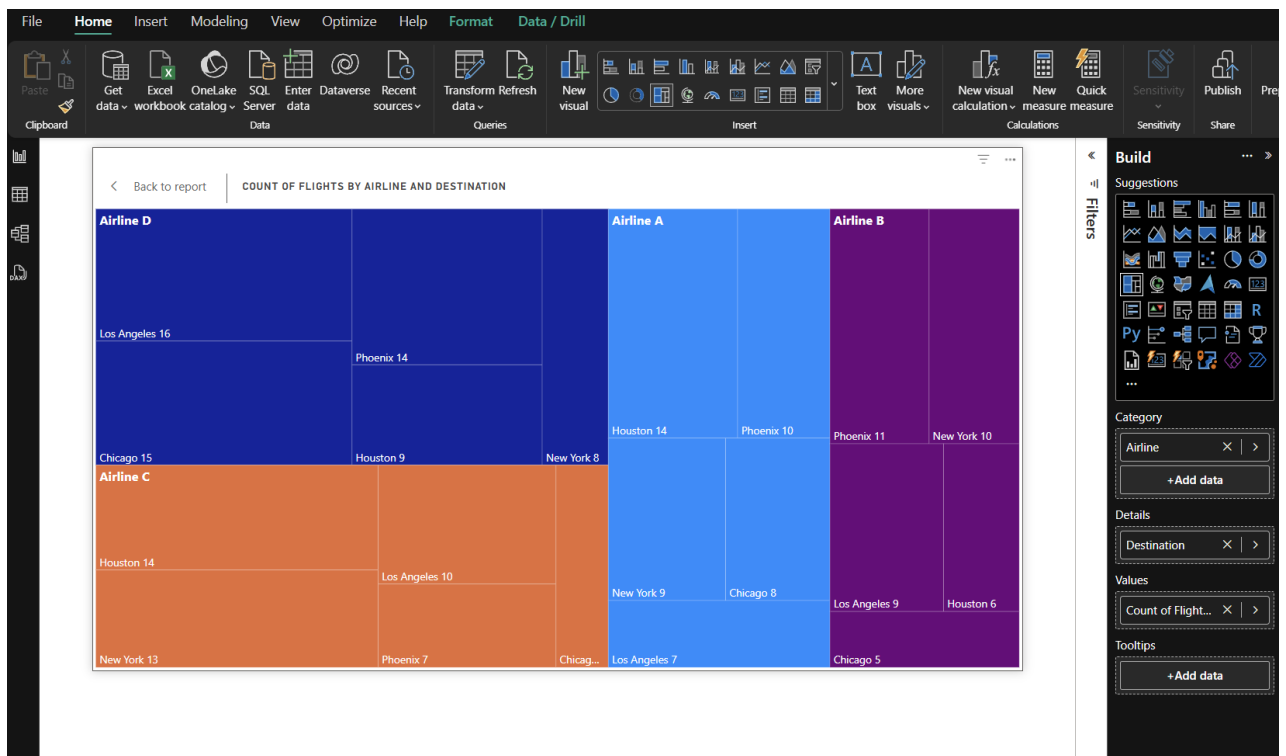 File Home Insert Modeling View Optimize Help Format Data / Drill
Paste
Clipboard
Get data
Excel workbook
OneLake catalog
SQL Server
Enter data
Dataverse
Recent sources
Data
Transform data
Refresh
Queries
New visual
Text box
More visuals
Insert
New visual calculation
New measure
Quick measure
Calculations
Sensitivity
Sensitivity
Publish
Share
Prep
DAX
Back to report
COUNT OF FLIGHTS BY AIRLINE AND DESTINATION
Airline D
Los Angeles 16
Chicago 15
Phoenix 14
Houston 9
New York 8
Airline C
Houston 14
New York 13
Los Angeles 10
Phoenix 7
Chicag...
Airline A
Houston 14
Phoenix 10
New York 9
Chicago 8
Los Angeles 7
Airline B
Phoenix 11
New York 10
Los Angeles 9
Houston 6
Chicago 5
Filters
Build
Suggestions
123
R
Py
123
...
Category
Airline
+Add data
Details
Destination
Values
Count of Flight...
Tooltips
+Add data